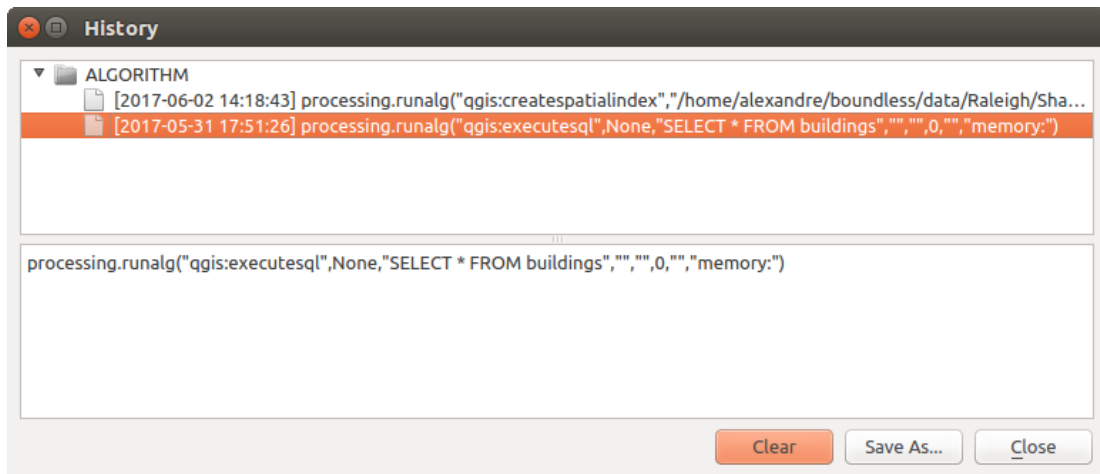 History
ALGORITHM
[2017-06-02 14:18:43] processing.runalg("qgis:createspatialindex","/home/alexandre/boundless/data/Raleigh/Sha...
[2017-05-31 17:51:26] processing.runalg("qgis:executesql",None,"SELECT * FROM buildings","","",0,"","memory:")
processing.runalg("qgis:executesql",None,"SELECT * FROM buildings","","",0,"","memory:")
Clear Save As... Close